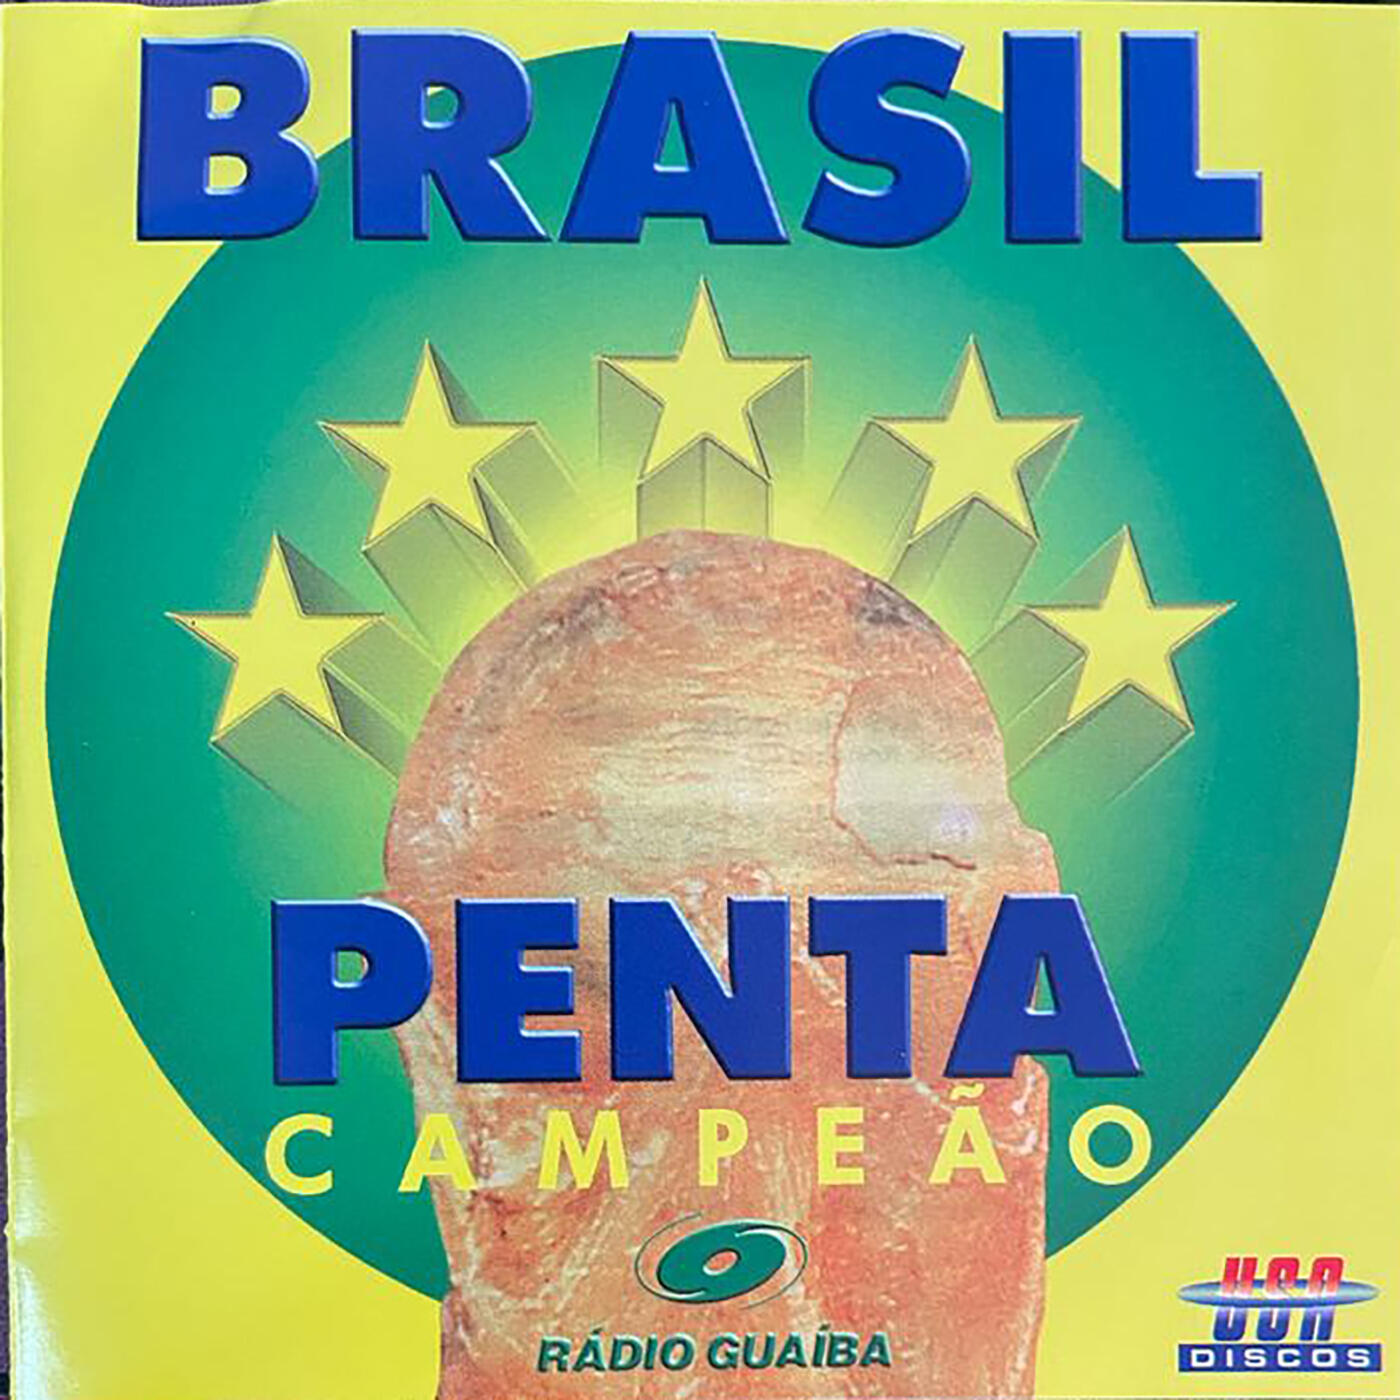 BRASIL
PENTA
CAMPEÃO
RÁDIO GUAÍBA
USA
DISCOS